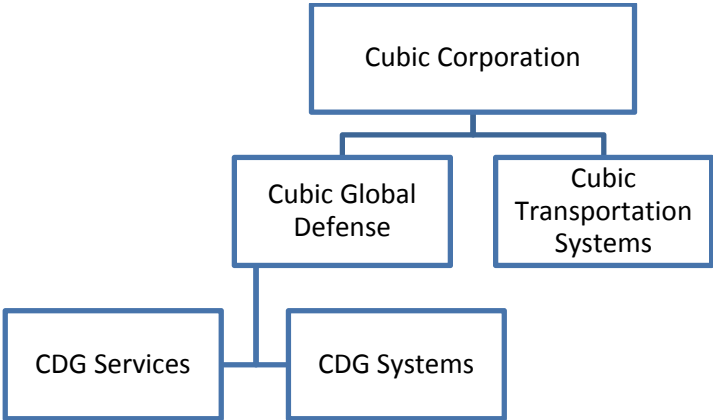 Cubic Corporation
Cubic Global
Defense
Cubic
Transportation
Systems
CDG Services
CDG Systems